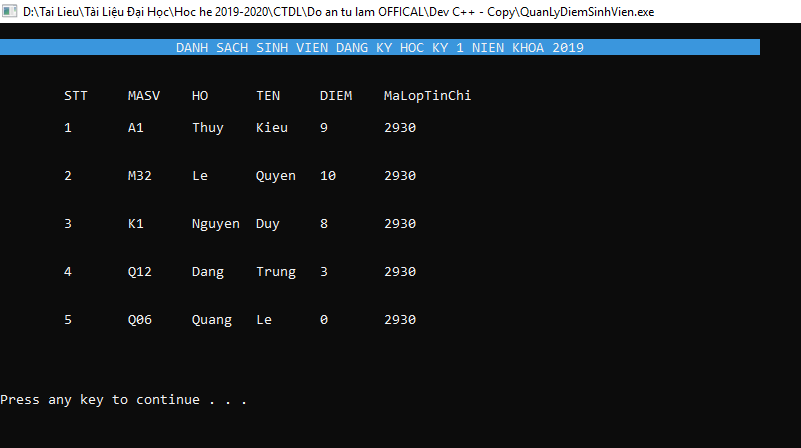 D:\Tai Lieu\Tài Liệu Đại Học\Hoc he 2019-2020\CTDL\Do an tu lam OFFICAL\Dev C++ - Copy\QuanLyDiemSinhVien.exe
DANH SACH SINH VIEN DANG KY HOC KY 1 NIEN KHOA 2019
STT MASV HO TEN DIEM MaLopTinChi
1 A1 Thuy Kieu 9 2930
2 M32 Le Quyen 10 2930
3 K1 Nguyen Duy 8 2930
4 Q12 Dang Trung 3 2930
5 Q06 Quang Le 0 2930
Press any key to continue . . .